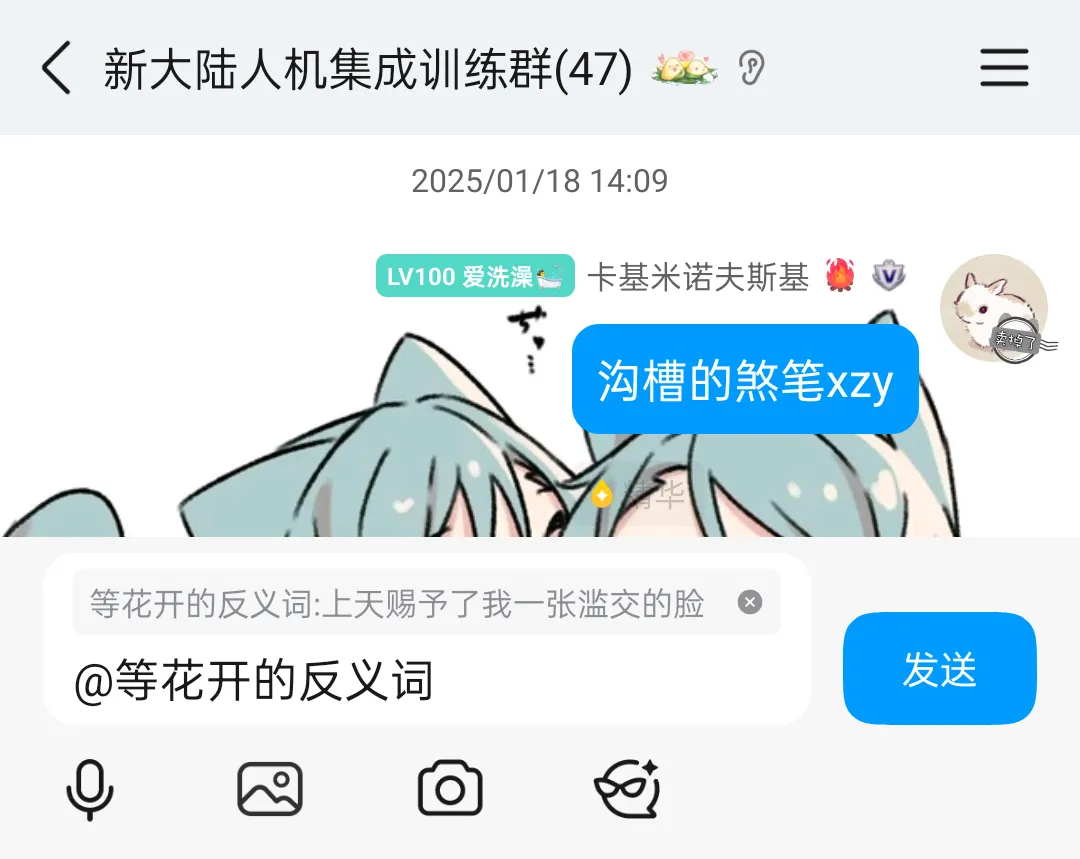 新大陆人机集成训练群(47)
2025/01/18 14:09
LV100 爱洗澡 卡基米诺夫斯基
卖掉了
沟槽的煞笔xzy
精华
等花开的反义词:上天赐予了我一张滥交的脸
@等花开的反义词
发送